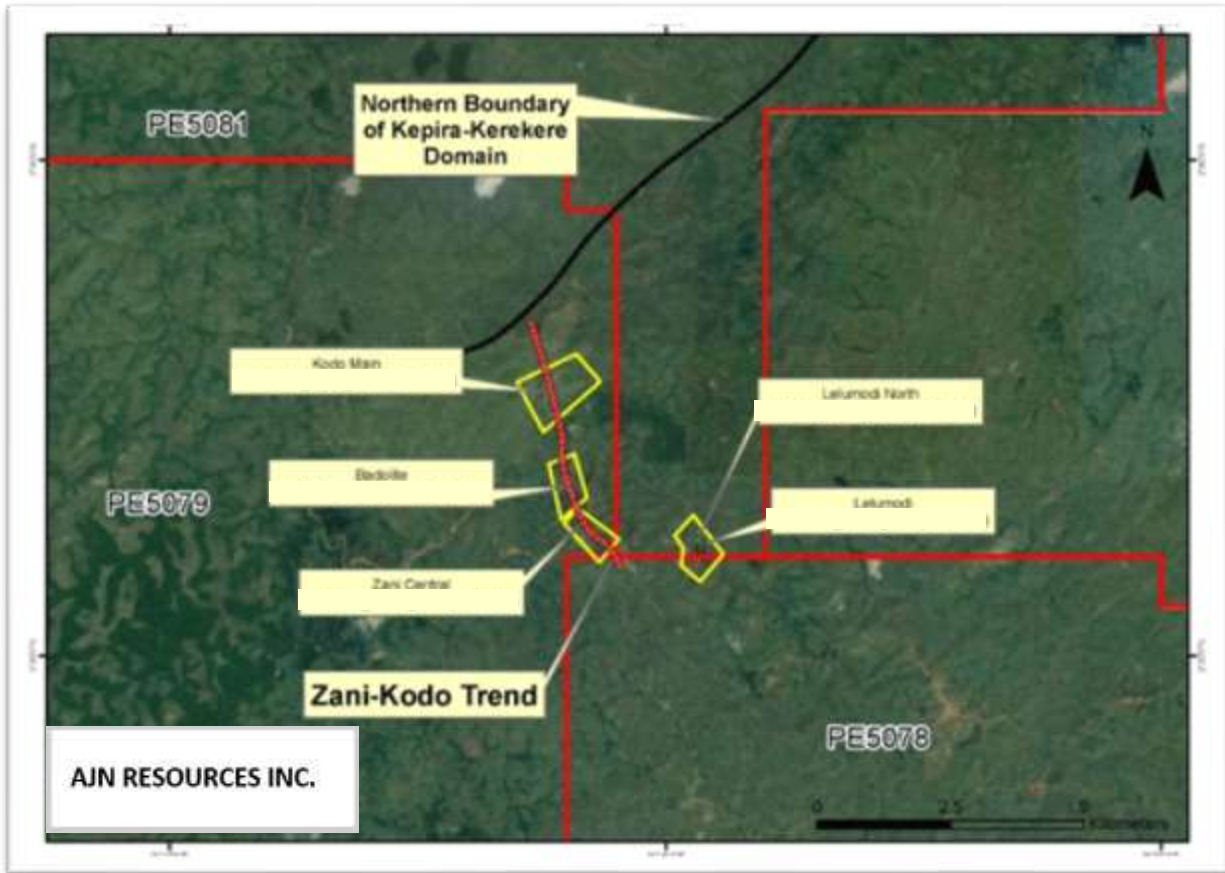 PE5081
Northern Boundary
of Kepira-Kerekere
Domain
N
Kodo Main
Lelumodi North
Badolite
PE5079
Lelumodi
Zani Central
Zani-Kodo Trend
PE5078
AJN RESOURCES INC.
0 2.5 5
Kilometers